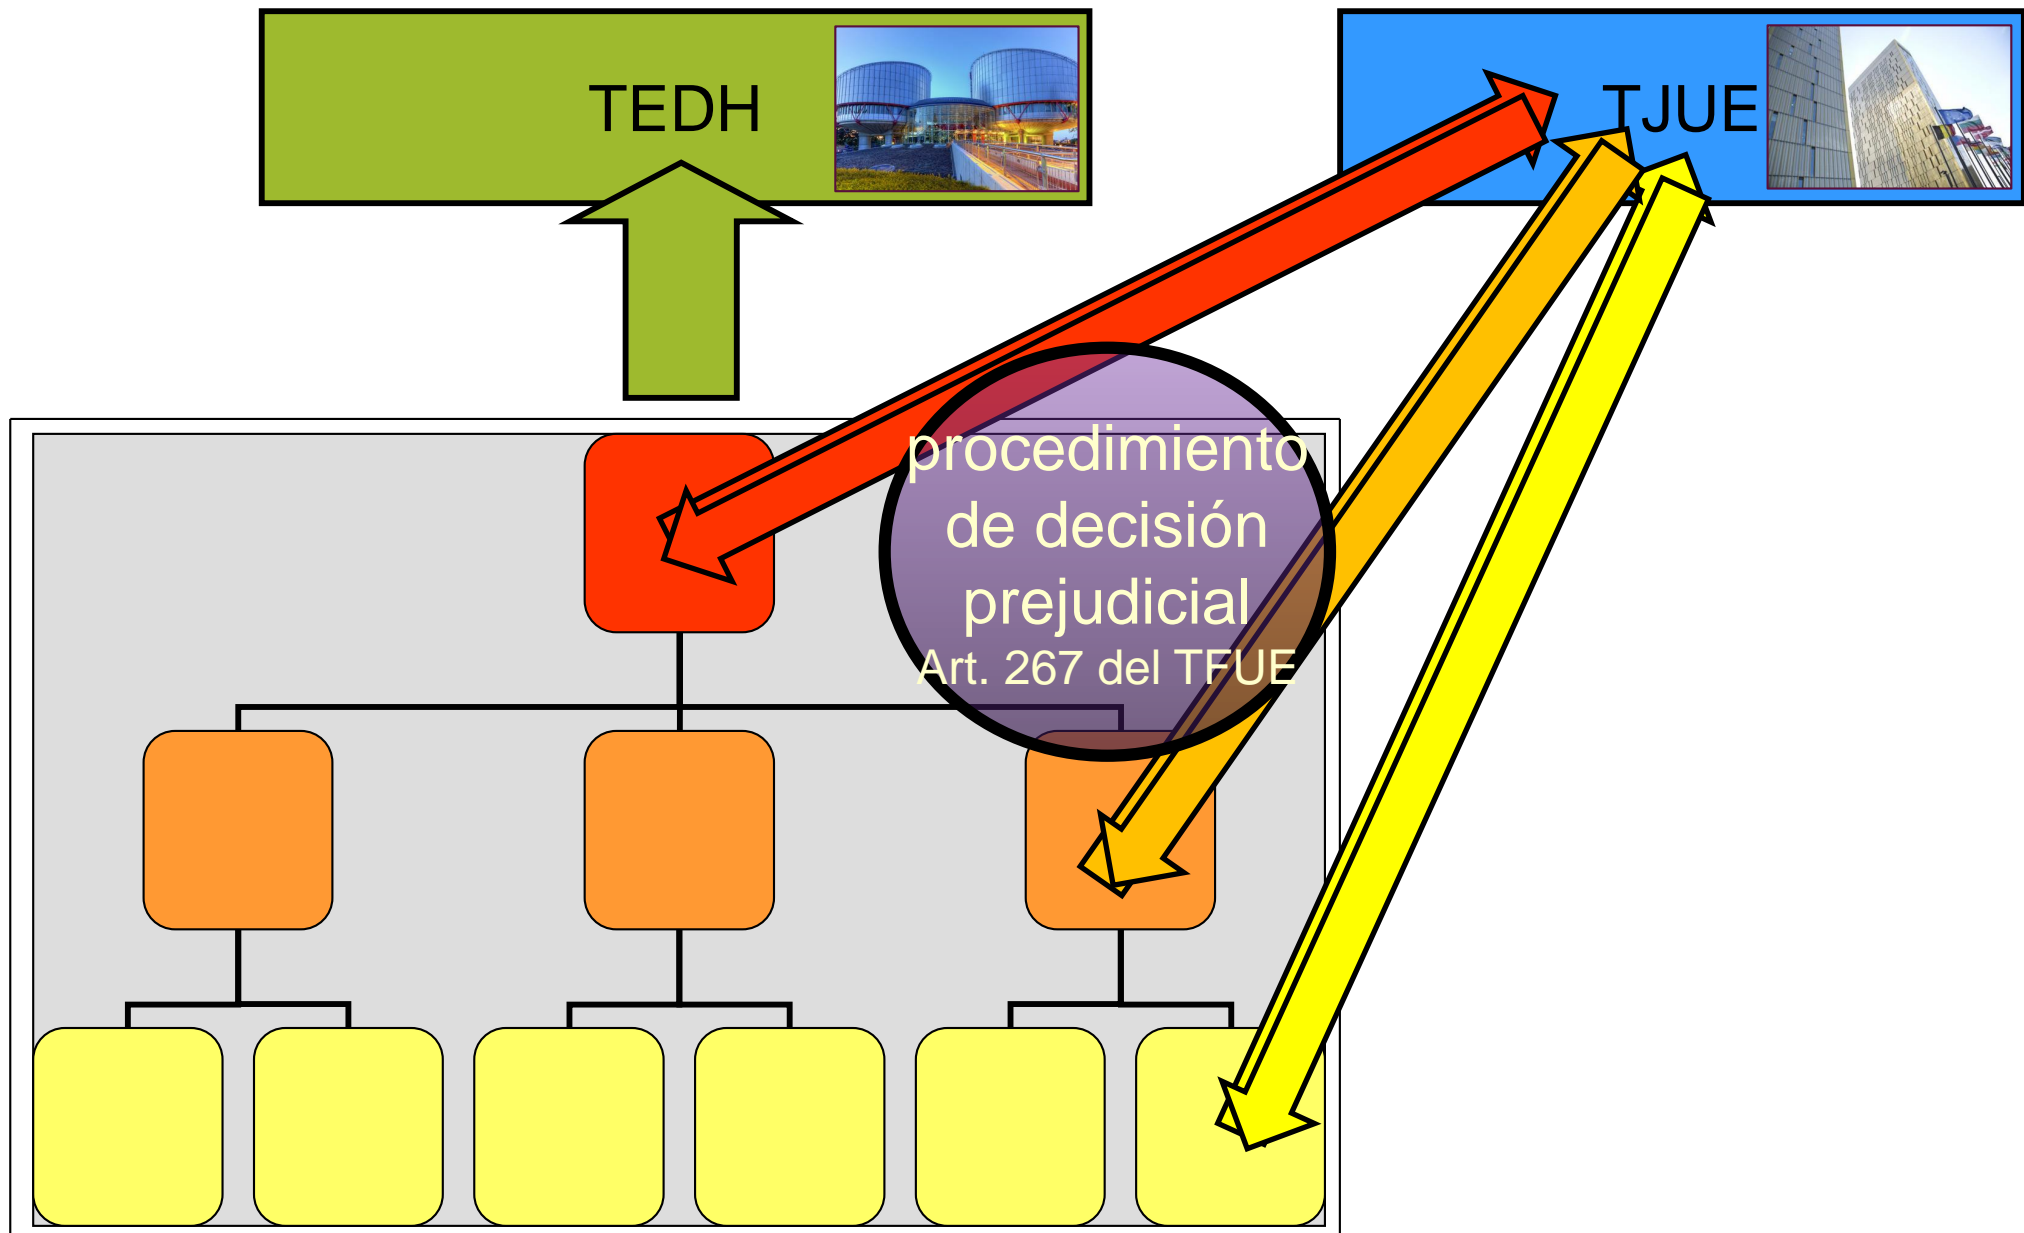 TEDH
TJUE
procedimiento
de decisión
prejudicial
Art. 267 del TFUE